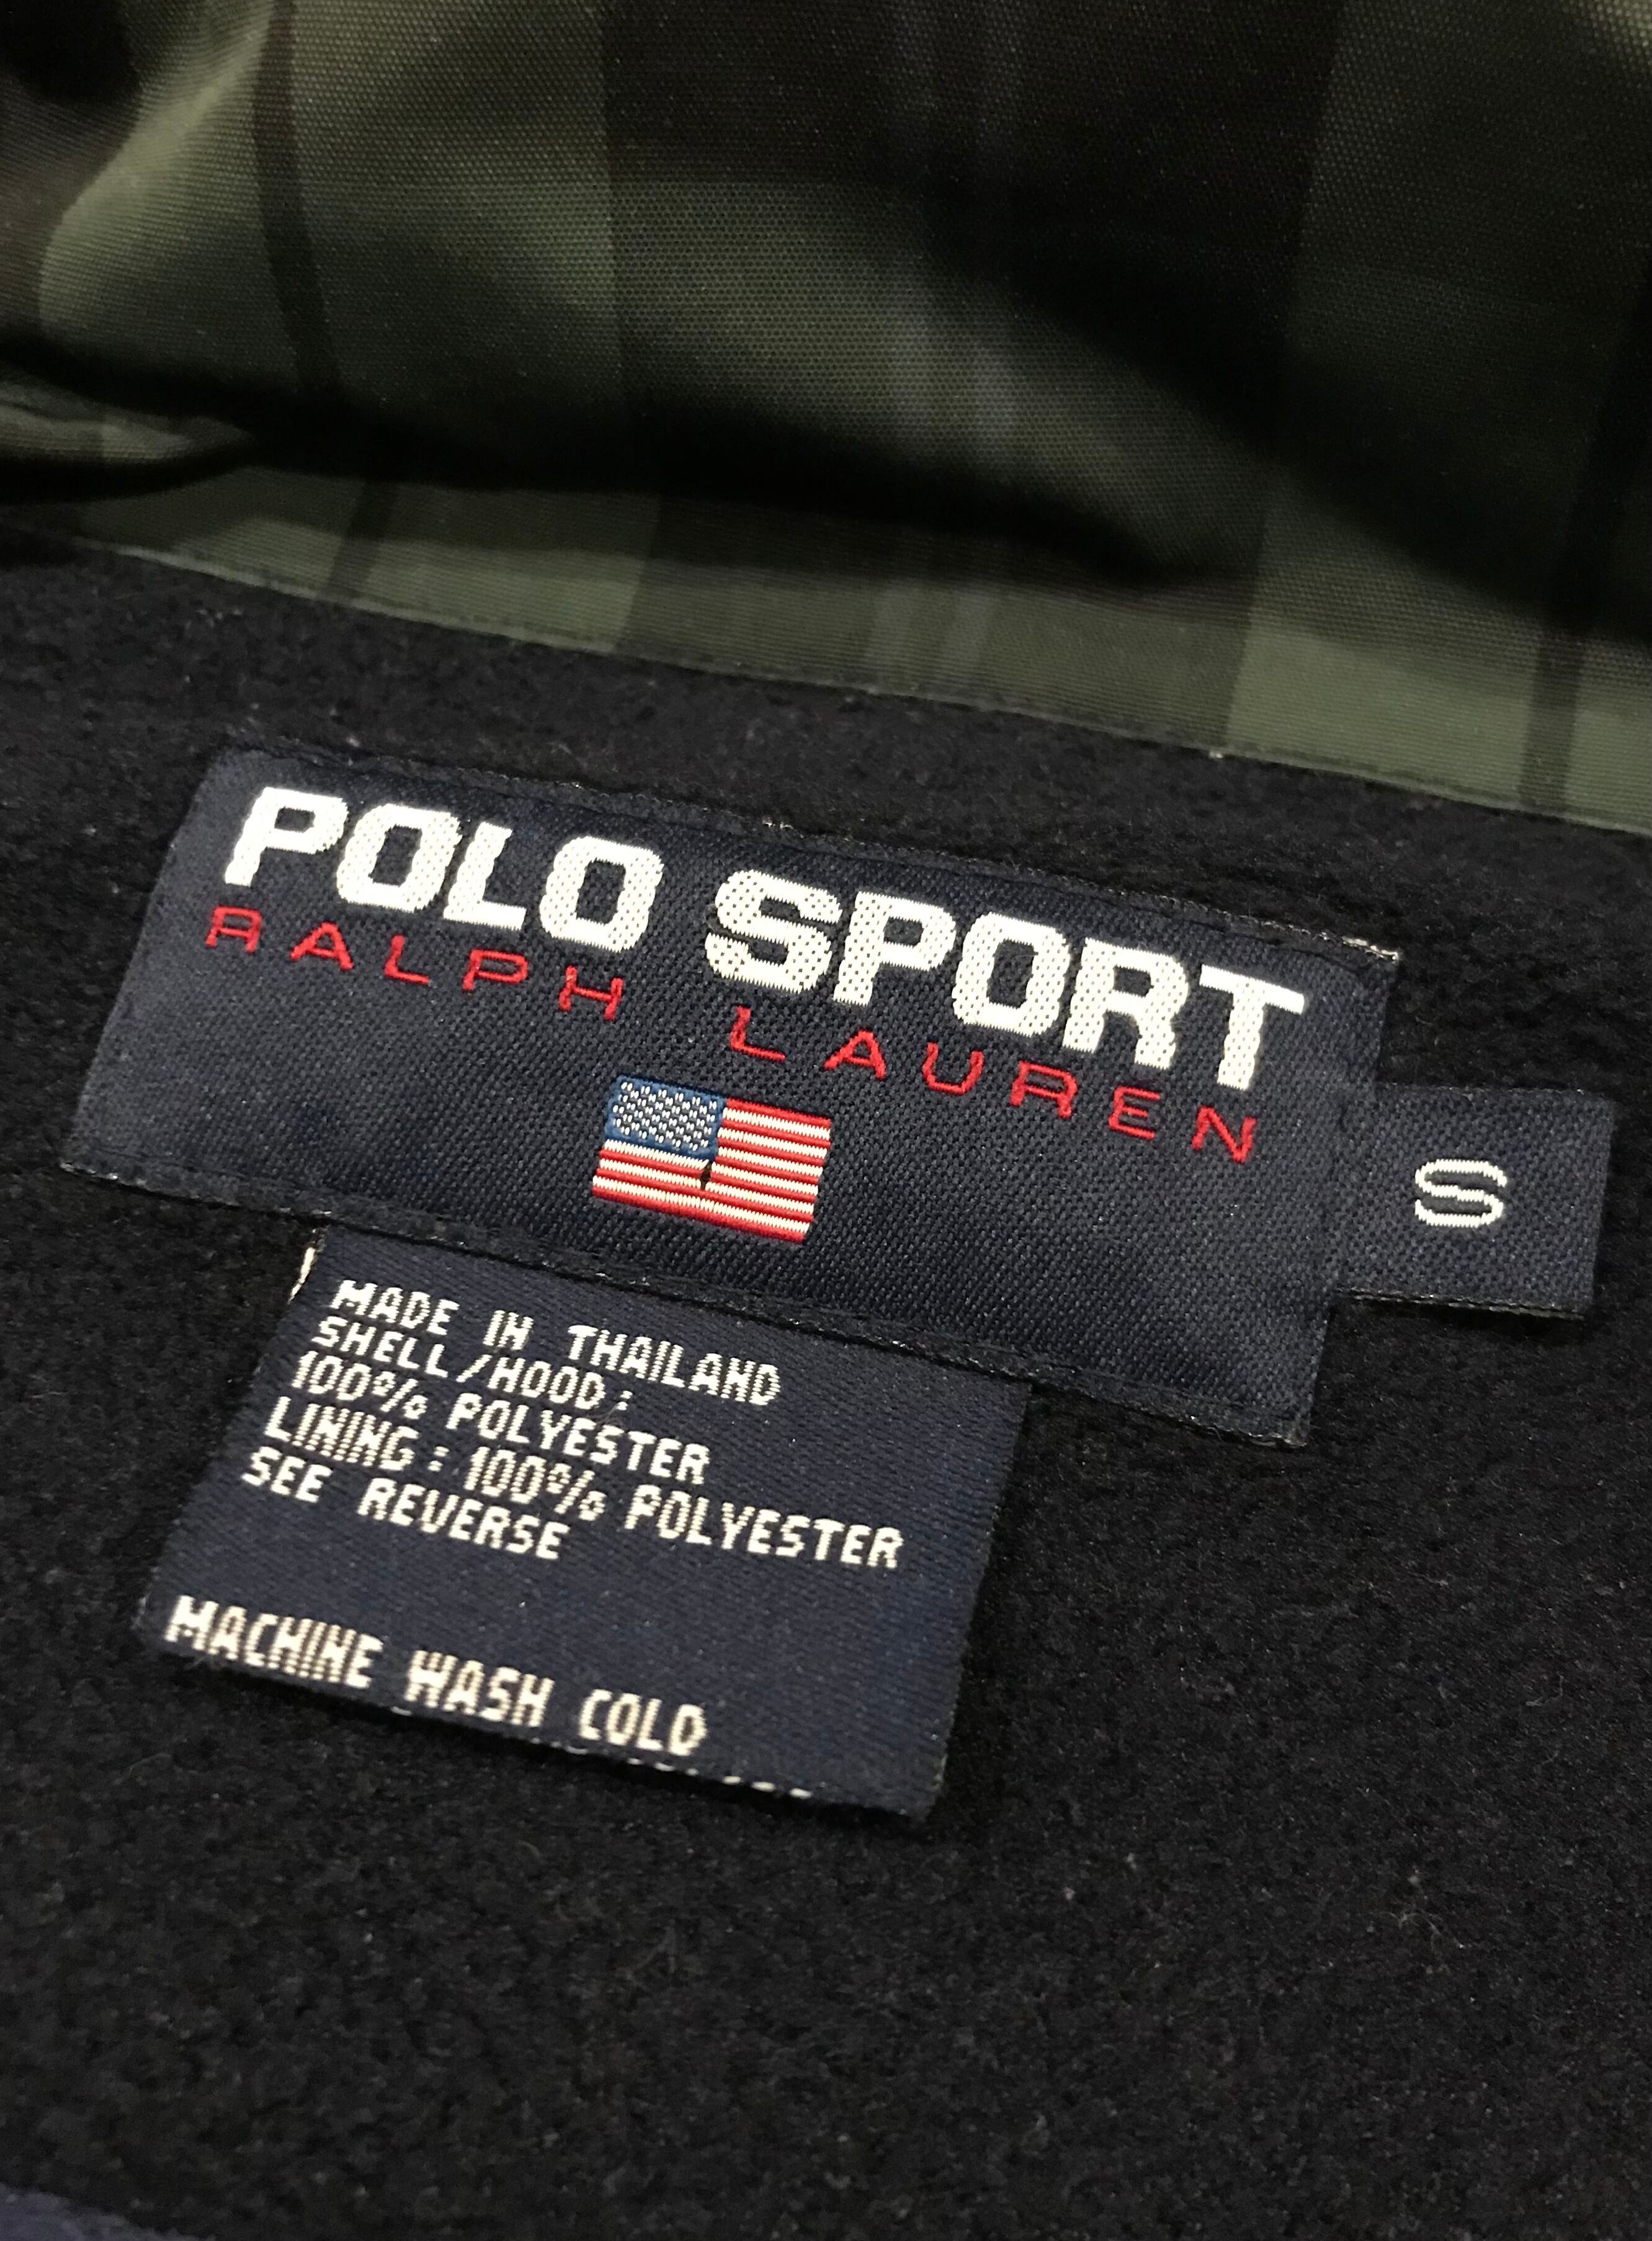 POLO SPORT
RALPH LAUREN
S
MADE IN THAILAND
SHELL/HOOD:
100% POLYESTER
LINING: 100% POLYESTER
SEE REVERSE
MACHINE WASH COLD